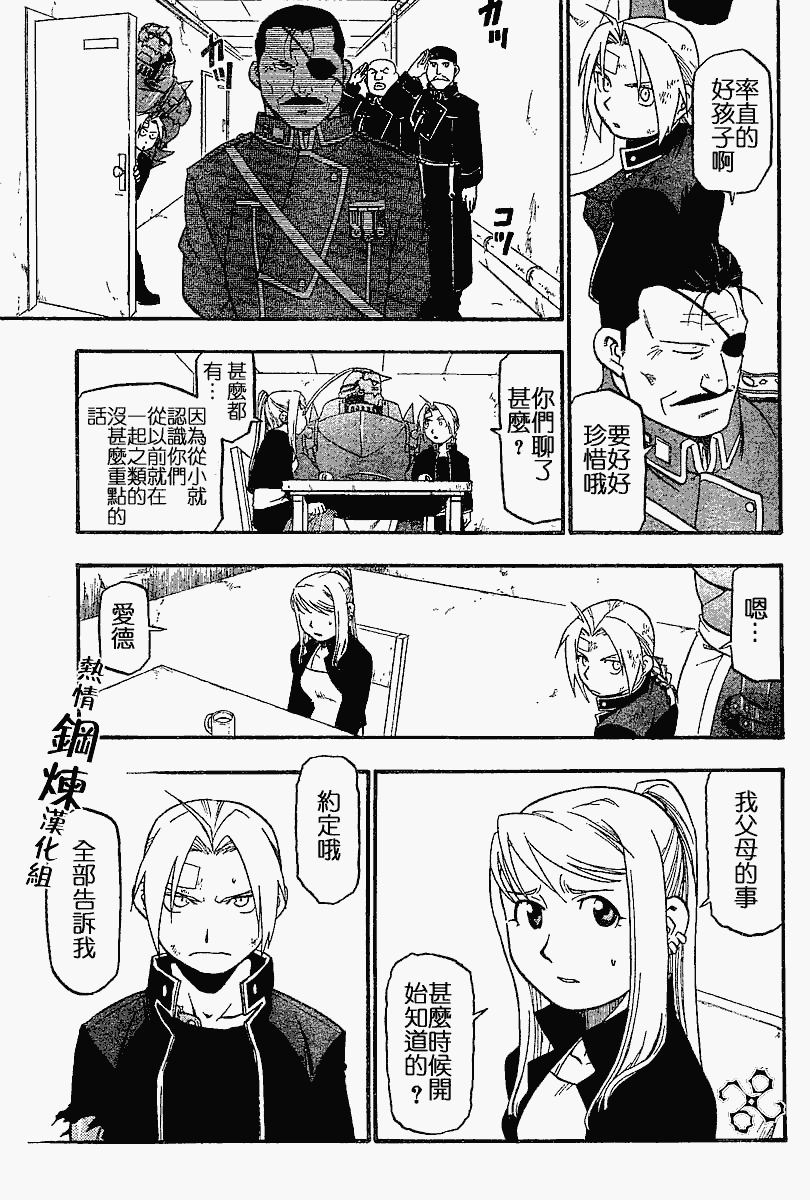 率直的
好孩子啊
要好好
珍惜哦
カッ
カッ
コッ
你們聊了
甚麼？
甚麼都
有…
因為從小就
認識你們
從以前就在
一起之類的
沒甚麼重點的
話
嗯…
愛德
我父母的事
甚麼時候開
始知道的？
約定哦
全部告訴我
熱情
鋼煉
漢化組